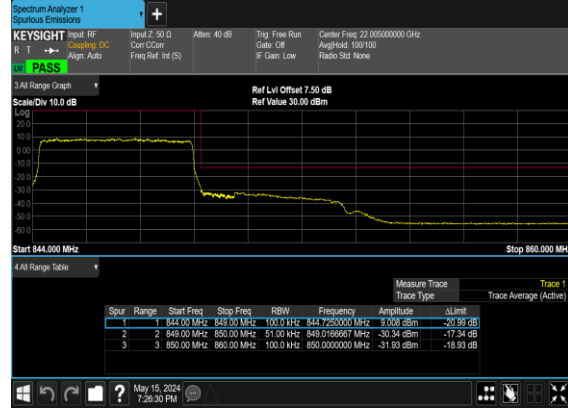 Spectrum Analyzer 1
Spurious Emissions
+
KEYSIGHT Input: RF Input Z: 50 Ω Atten: 40 dB Trig: Free Run Center Freq: 22.005000000 GHz
R T Coupling: DC Corr CCorr Gate: Off Avg|Hold: 100/100
Align: Auto Freq Ref: Int (S) IF Gain: Low Radio Std: None
PASS
3 All Range Graph Ref Lvl Offset 7.50 dB
Scale/Div 10.0 dB Ref Value 30.00 dBm
Log
20.0
10.0
0.00
-10.0
-20.0
-30.0
-40.0
-50.0
-60.0
Start 844.000 MHz Stop 860.000 MH
4 All Range Table
Measure Trace Trace 1
Trace Type Trace Average (Active)
Spur Range Start Freq Stop Freq RBW Frequency Amplitude ΔLimit
1 1 844.00 MHz 849.00 MHz 100.0 kHz 844.7250000 MHz 9.008 dBm -20.99 dB
2 2 849.00 MHz 850.00 MHz 51.00 kHz 849.0166667 MHz -30.34 dBm -17.34 dB
3 3 850.00 MHz 860.00 MHz 100.0 kHz 850.0000000 MHz -31.93 dBm -18.93 dB
? May 15, 2024
7:26:30 PM